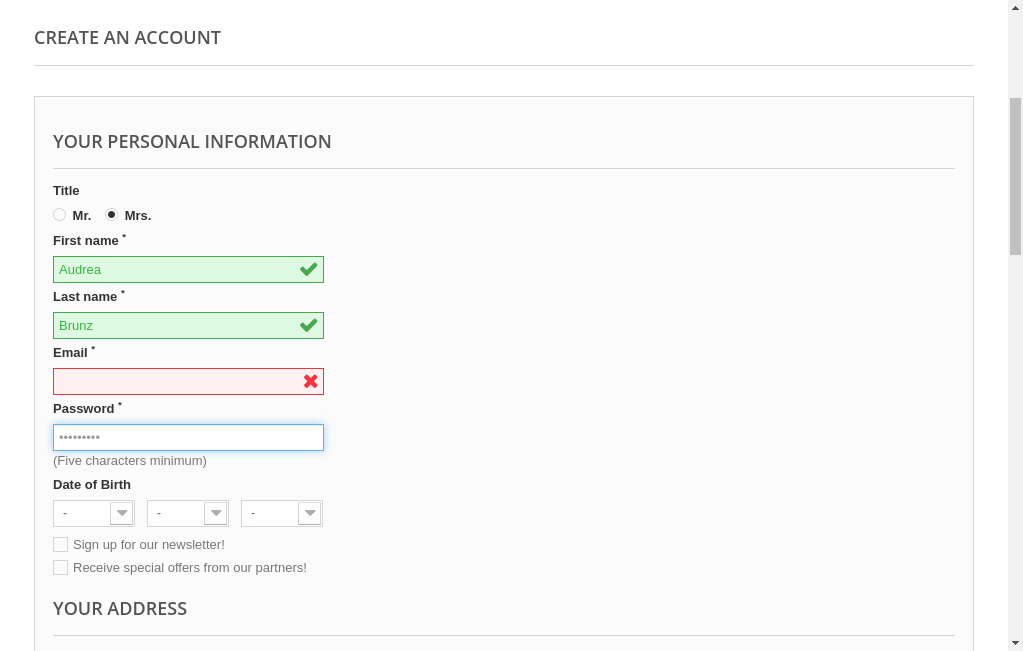 CREATE AN ACCOUNT
YOUR PERSONAL INFORMATION
Title
Mr. Mrs.
First name *
Audrea
Last name *
Brunz
Email *
Password *
•••••••••
(Five characters minimum)
Date of Birth
- - -
Sign up for our newsletter!
Receive special offers from our partners!
YOUR ADDRESS